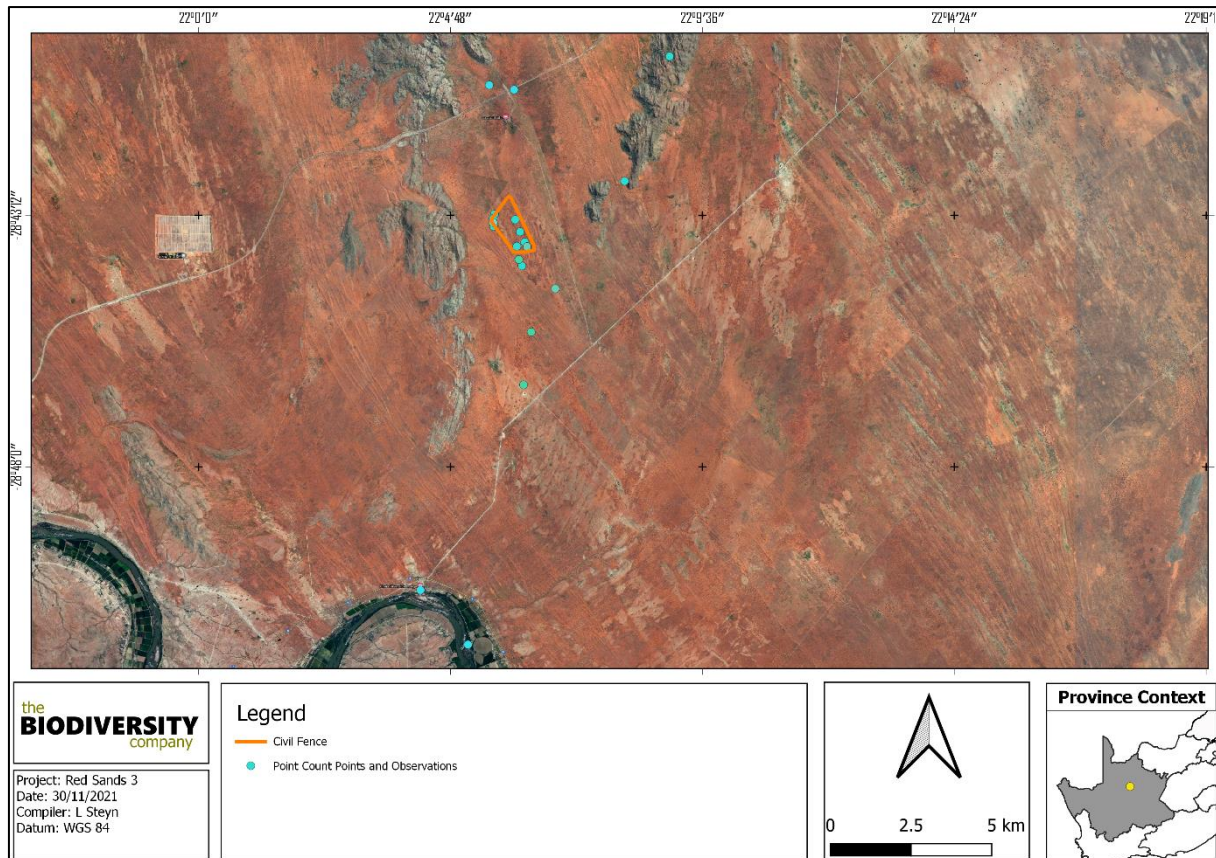 22°0'0"
22°4'48"
22°9'36"
22°14'24"
-28°43'12"
-28°48'0"
the
BIODIVERSITY
company
Project: Red Sands 3
Date: 30/11/2021
Compiler: L Steyn
Datum: WGS 84
Legend
Civil Fence
Point Count Points and Observations
0 2.5 5 km
Province Context